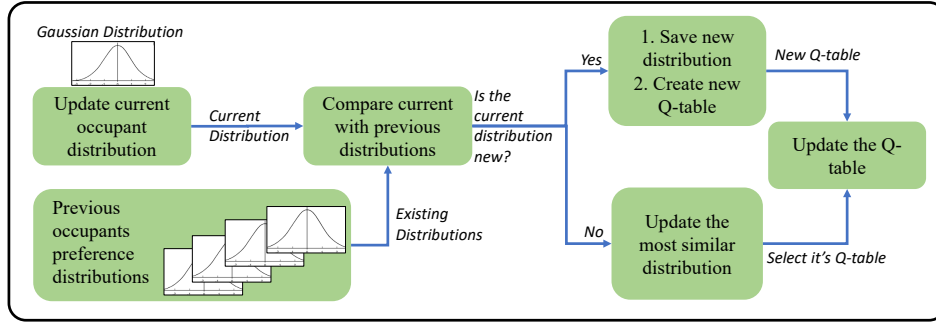 Gaussian Distribution
Update current
occupant
distribution
Current
Distribution
Compare current
with previous
distributions
Is the
current
distribution
new?
Previous
occupants
preference
distributions
Existing
Distributions
Yes
1. Save new
distribution
2. Create new
Q-table
New Q-table
No
Update the
most similar
distribution
Select it's Q-table
Update the Q-
table